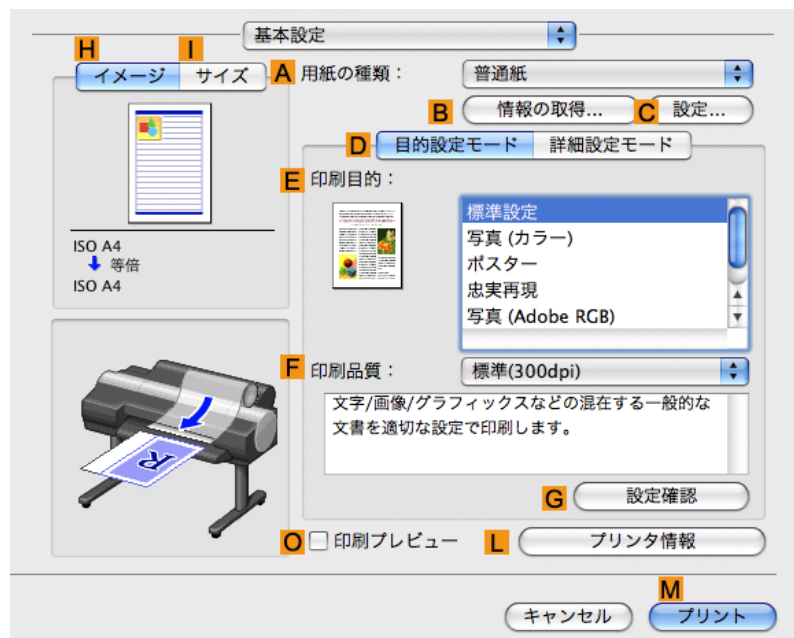 基本設定
H
I
イメージ
サイズ
A
用紙の種類：
普通紙
B
情報の取得...
C
設定...
D
目的設定モード
詳細設定モード
ISO A4
等倍
ISO A4
E
印刷目的：
標準設定
写真 (カラー)
ポスター
忠実再現
写真 (Adobe RGB)
F
印刷品質：
標準(300dpi)
文字/画像/グラフィックスなどの混在する一般的な
文書を適切な設定で印刷します。
R
G
設定確認
O
印刷プレビュー
L
プリンタ情報
M
キャンセル
プリント